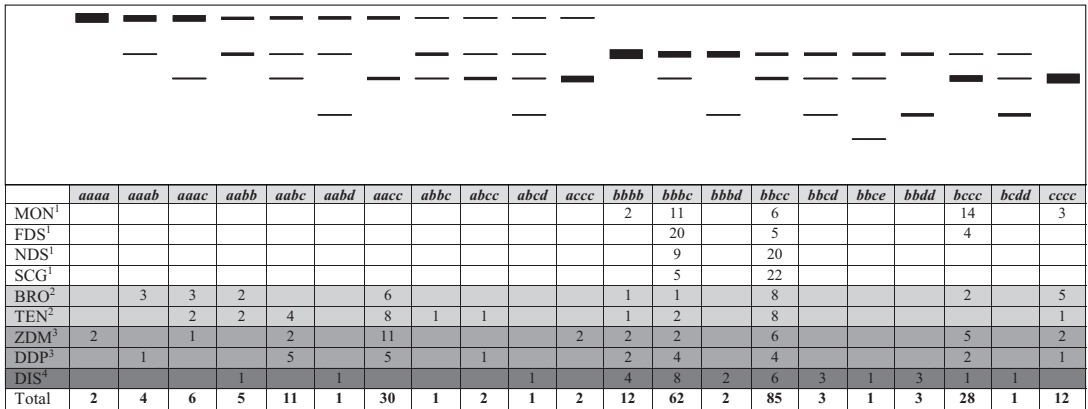 aaaa aaab aaac aabb aabc aabd aacc abbc abcc abcd accc bbbb bbbc bbbd bbcc bbcd bbce bbdd bccc bcdd cccc
MON¹ 2 11 6 14 3
FDS¹ 20 5 4
NDS¹ 9 20
SCG¹ 5 22
BRO² 3 3 2 6 1 1 8 2 5
TEN² 2 2 4 8 1 1 1 2 8 1
ZDM³ 2 1 2 11 2 2 2 6 5 2
DDP³ 1 5 5 1 2 4 4 2 1
DIS⁴ 1 1 1 4 8 2 6 3 1 3 1 1
Total 2 4 6 5 11 1 30 1 2 1 2 12 62 2 85 3 1 3 28 1 12